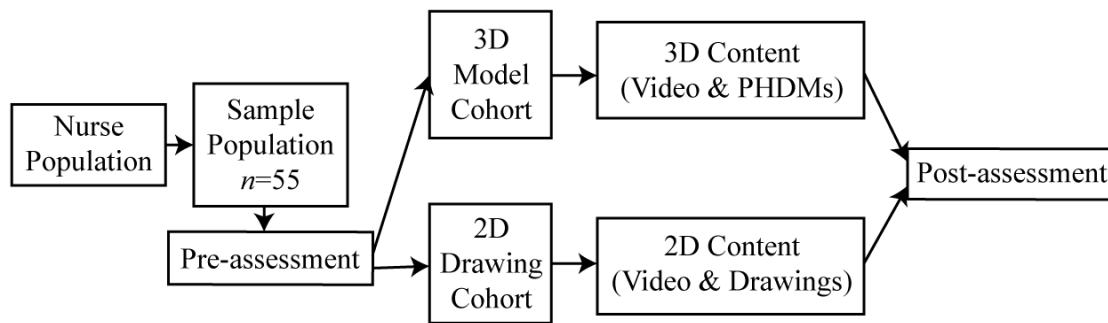 Nurse
Population
Sample
Population
n=55
Pre-assessment
3D
Model
Cohort
3D Content
(Video & PHDMs)
2D
Drawing
Cohort
2D Content
(Video & Drawings)
Post-assessment